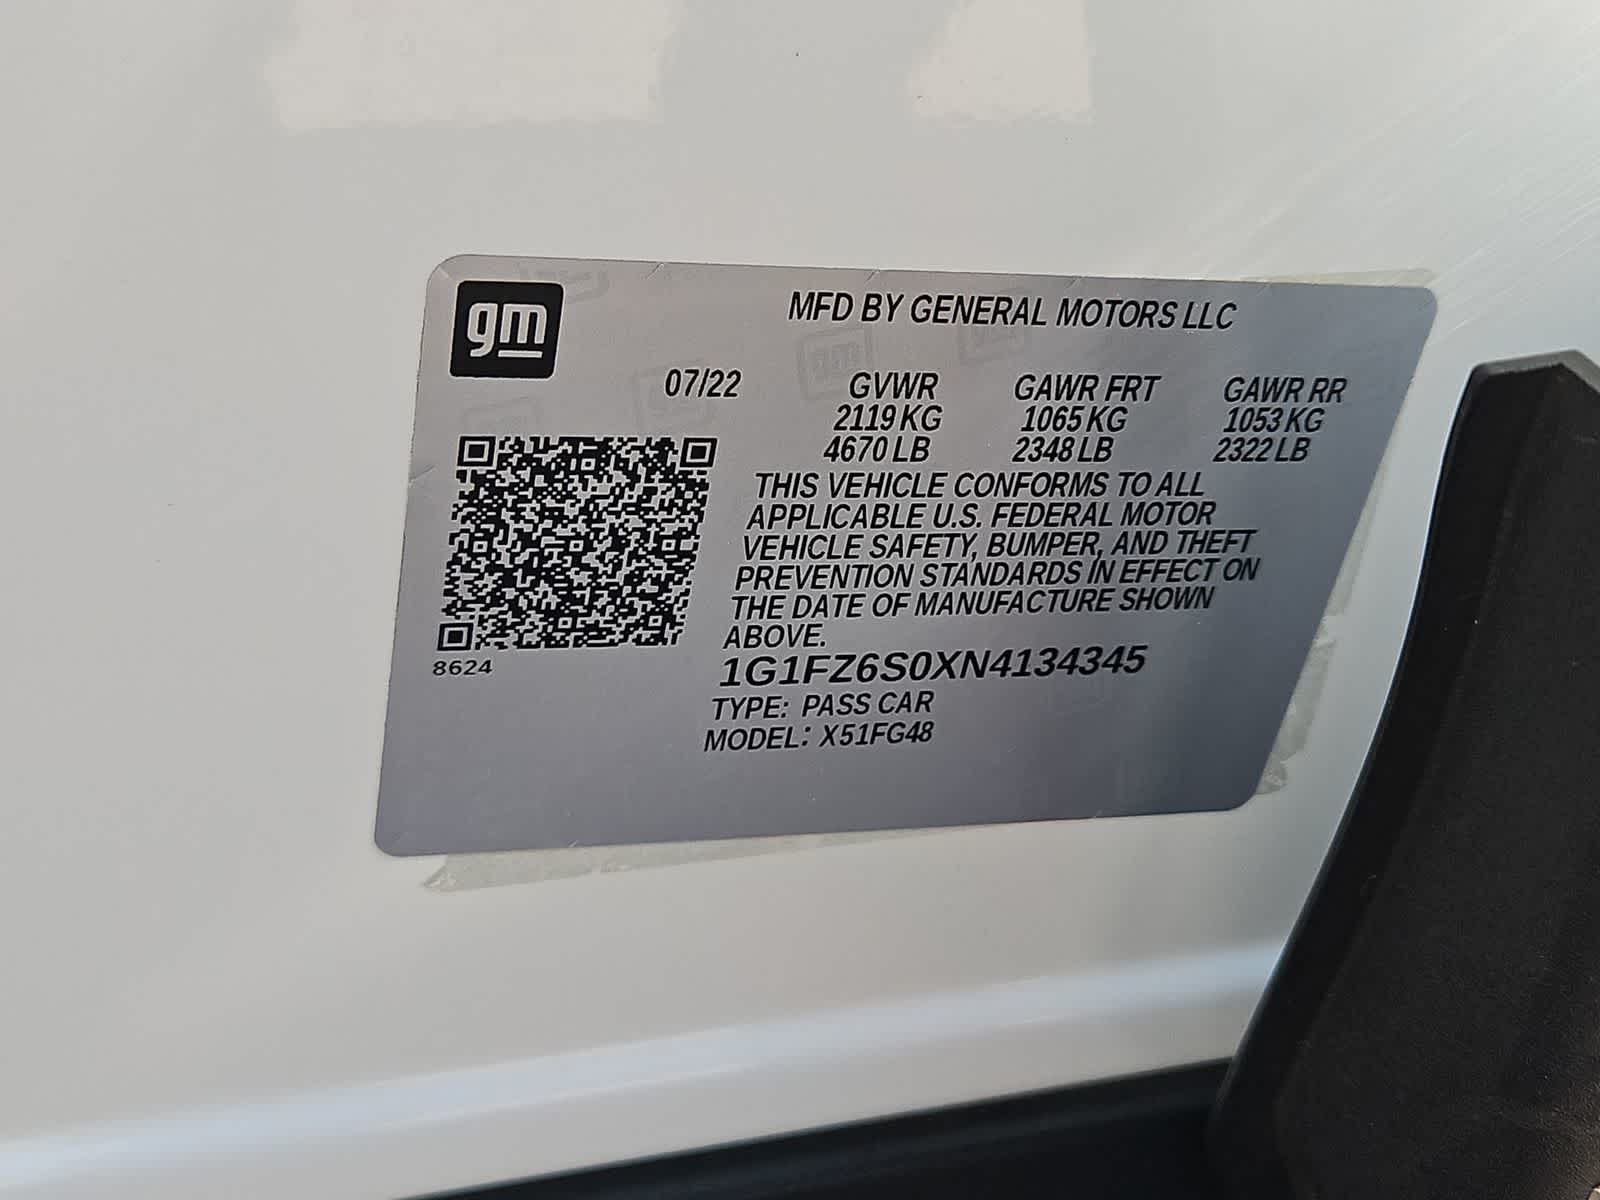 gm
MFD BY GENERAL MOTORS LLC
07/22 GVWR GAWR FRT GAWR RR
2119 KG 1065 KG 1053 KG
4670 LB 2348 LB 2322 LB
THIS VEHICLE CONFORMS TO ALL
APPLICABLE U.S. FEDERAL MOTOR
VEHICLE SAFETY, BUMPER, AND THEFT
PREVENTION STANDARDS IN EFFECT ON
THE DATE OF MANUFACTURE SHOWN
ABOVE.
8624
1G1FZ6S0XN4134345
TYPE: PASS CAR
MODEL: X51FG48